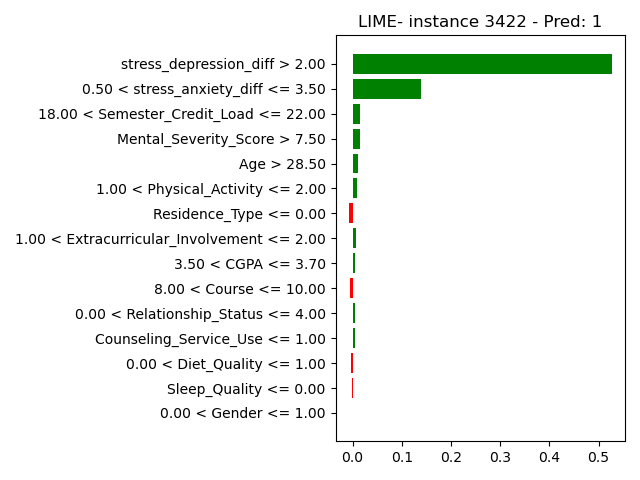 LIME- instance 3422 - Pred: 1
stress_depression_diff > 2.00
0.50 < stress_anxiety_diff <= 3.50
18.00 < Semester_Credit_Load <= 22.00
Mental_Severity_Score > 7.50
Age > 28.50
1.00 < Physical_Activity <= 2.00
Residence_Type <= 0.00
1.00 < Extracurricular_Involvement <= 2.00
3.50 < CGPA <= 3.70
8.00 < Course <= 10.00
0.00 < Relationship_Status <= 4.00
Counseling_Service_Use <= 1.00
0.00 < Diet_Quality <= 1.00
Sleep_Quality <= 0.00
0.00 < Gender <= 1.00
0.0 0.1 0.2 0.3 0.4 0.5